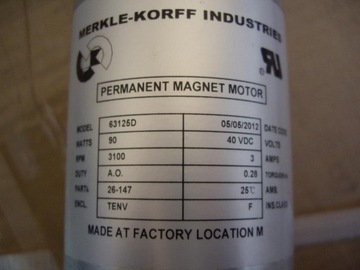 MERKLE-KORFF INDUSTRIES
PERMANENT MAGNET MOTOR
MODEL 63125D 05/05/2012 DATE CODE
WATTS 90 40 VDC VOLTS
RPM 3100 3 AMPS
DUTY A.O. 0.28
PART# 26-147 25°C AMB.
ENCL. TENV F INS.CLASS
MADE AT FACTORY LOCATION M